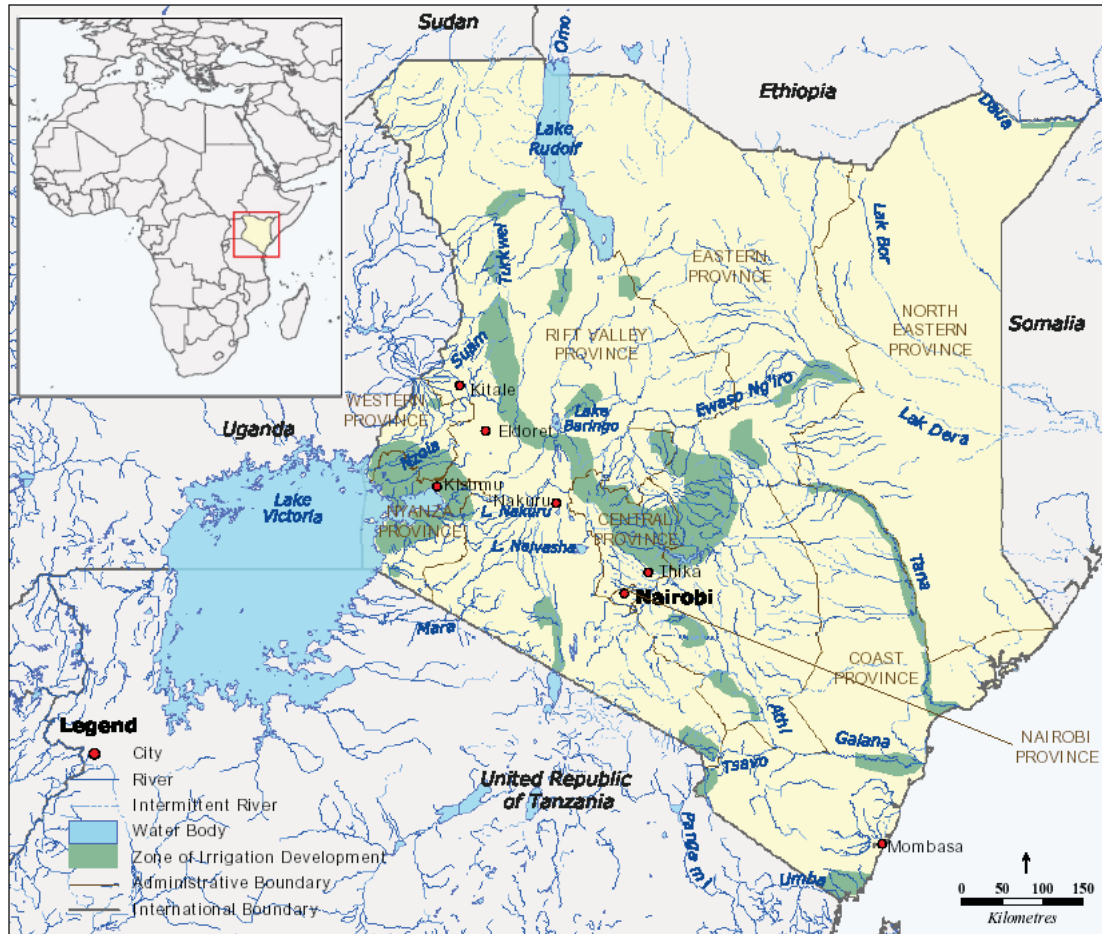 Sudan
Omo
Ethiopia
Daua
Lake
Rudolf
Lak Bor
Turkwel
EASTERN
PROVINCE
NORTH
EASTERN
PROVINCE
Somalia
RIFT VALLEY
PROVINCE
Suam
Kitale
WESTERN
PROVINCE
Ewaso Ng'iro
Lake
Baringo
Lak Dera
Uganda
Eldoret
Nzoia
Kisumu
Lake
Victoria
Nakuru
NYANZA
PROVINCE
L. Nakuru
CENTRAL
PROVINCE
L. Naivasha
Thika
Tana
Nairobi
Mara
COAST
PROVINCE
Athi
Galana
NAIROBI
PROVINCE
Tsavo
United Republic
of Tanzania
Pangani
Mombasa
Umba
Legend
City
River
Intermittent River
Water Body
Zone of Irrigation Development
Administrative Boundary
International Boundary
0 50 100 150
Kilometres